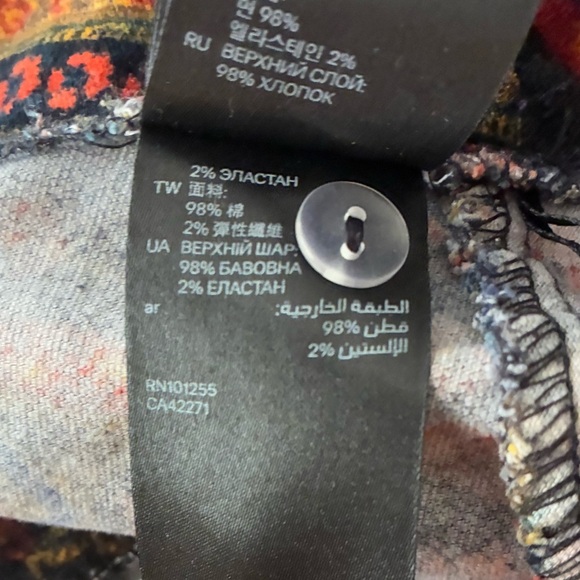 면 98%
엘라스테인 2%
RU ВЕРХНИЙ СЛОЙ:
98% ХЛОПОК
2% ЭЛАСТАН
TW 面料:
98% 棉
2% 彈性纖維
UA ВЕРХНІЙ ШАР:
98% БАВОВНА
2% ЕЛАСТАН
ar الطبقة الخارجية:
قطن 98%
الإلستين 2%
RN101255
CA42271